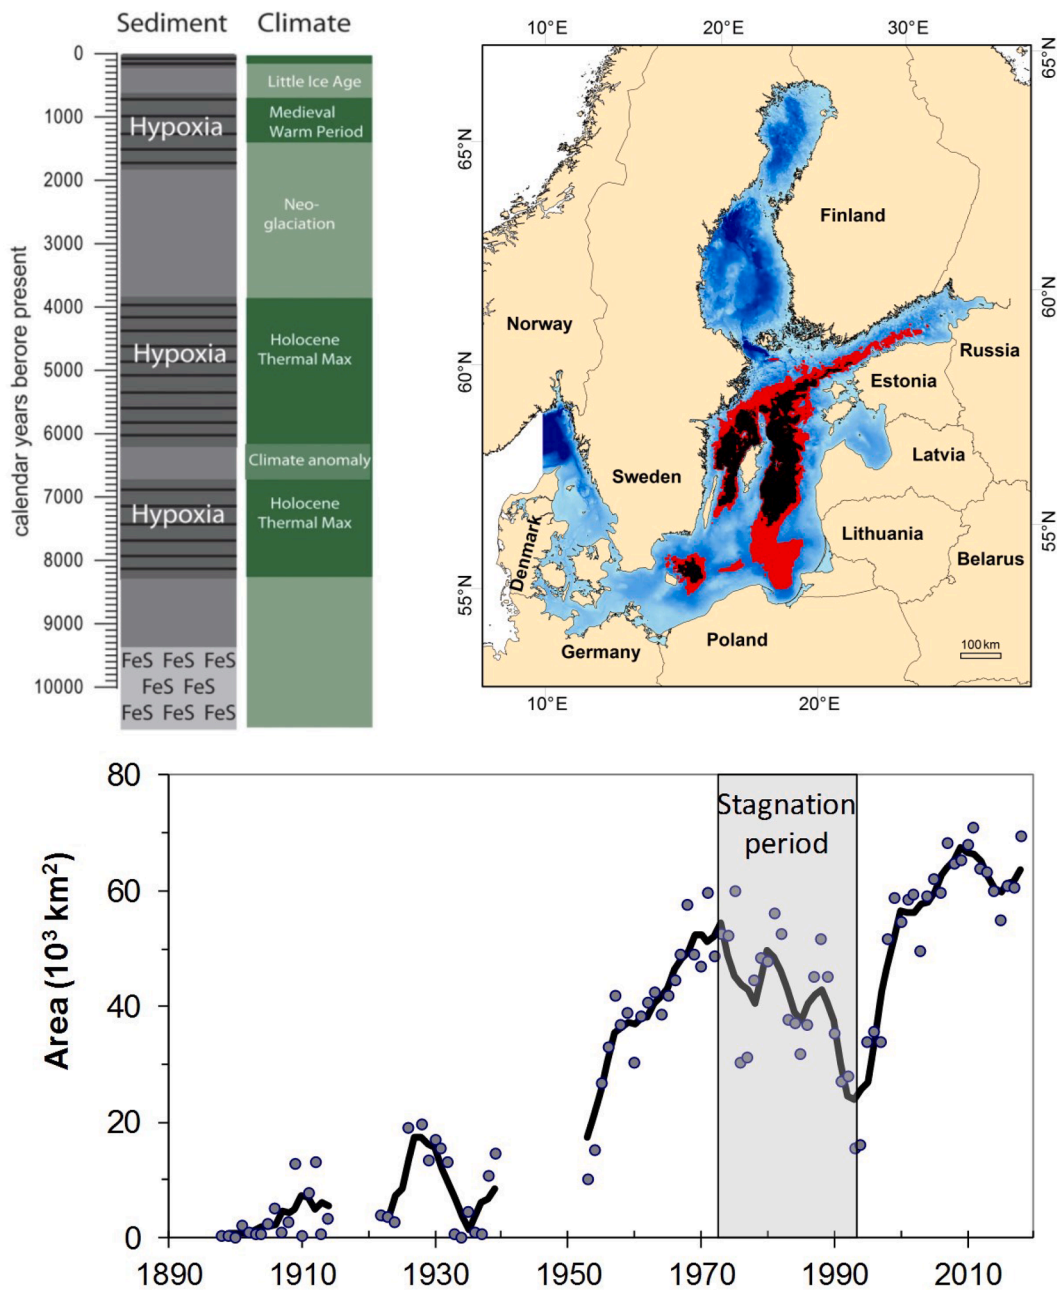 Sediment
Climate
0
1000
2000
3000
4000
5000
6000
7000
8000
9000
10000
calendar years berore present
Hypoxia
Hypoxia
Hypoxia
FeS FeS FeS
FeS FeS
FeS FeS FeS
Little Ice Age
Medieval
Warm Period
Neo-
glaciation
Holocene
Thermal Max
Climate anomaly
Holocene
Thermal Max
10°E
20°E
30°E
65°N
65°N
60°N
60°N
55°N
55°N
Finland
Norway
Russia
Estonia
Sweden
Latvia
Denmark
Lithuania
Belarus
Poland
Germany
100 km
10°E
20°E
Area (10³ km²)
80
60
40
20
0
Stagnation
period
1890
1910
1930
1950
1970
1990
2010